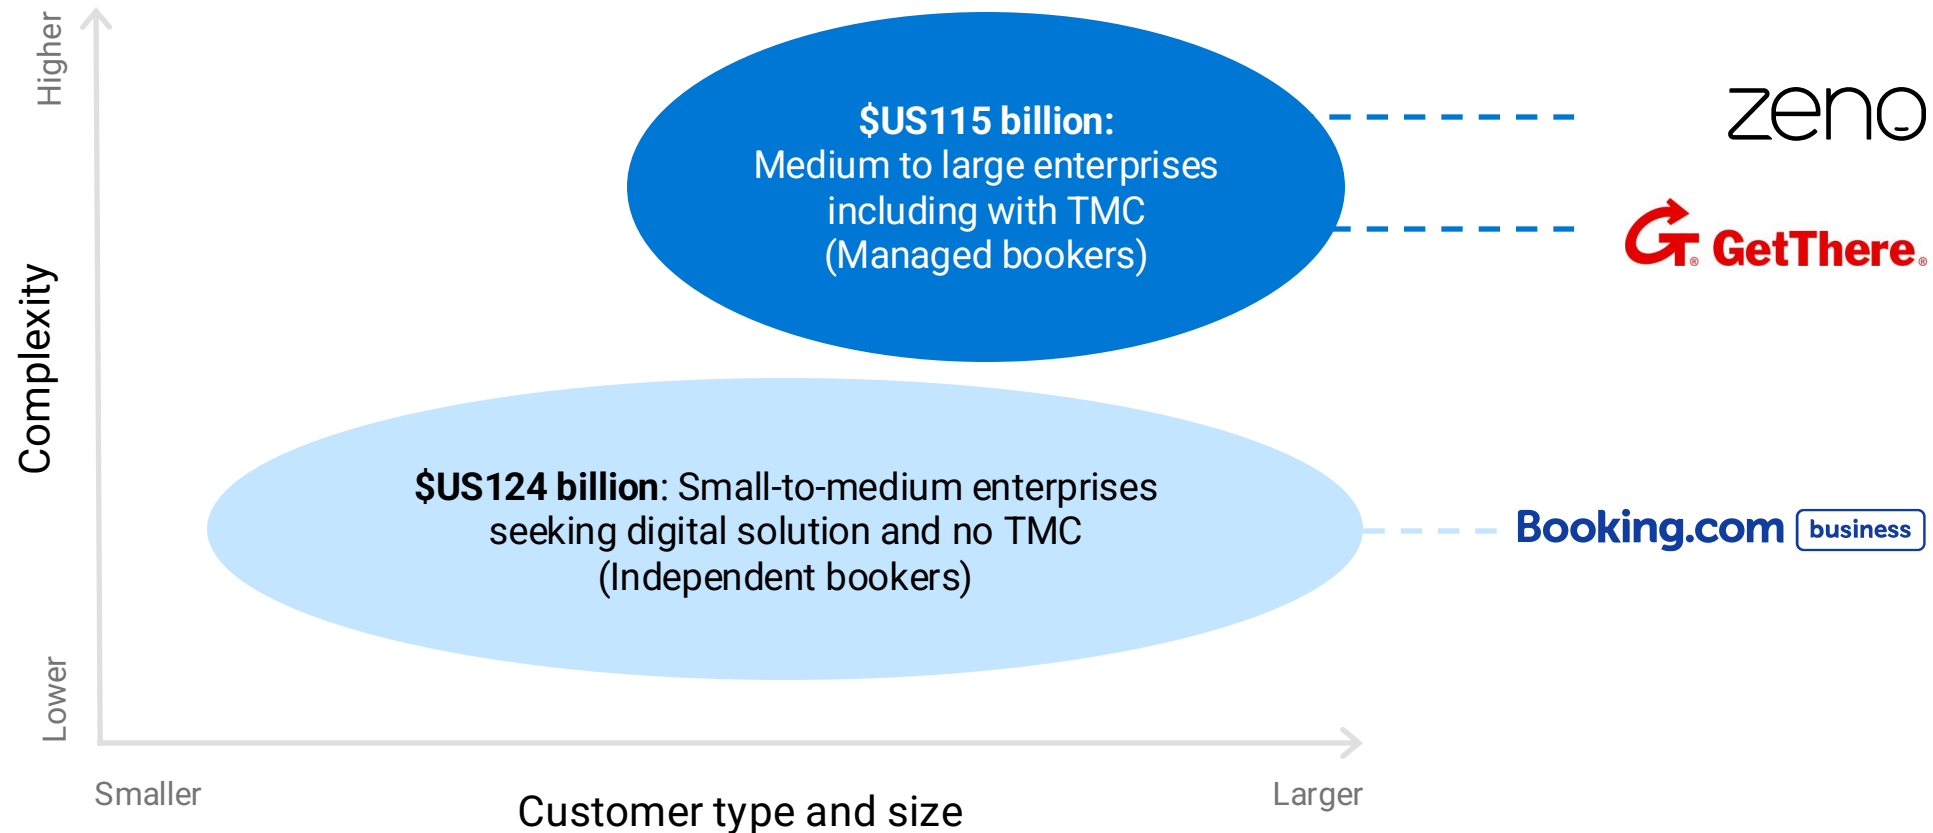 Higher
Complexity
Lower
$US115 billion:
Medium to large enterprises
including with TMC
(Managed bookers)
zeno
GT® GetThere®
$US124 billion: Small-to-medium enterprises
seeking digital solution and no TMC
(Independent bookers)
Booking.com business
Smaller
Customer type and size
Larger